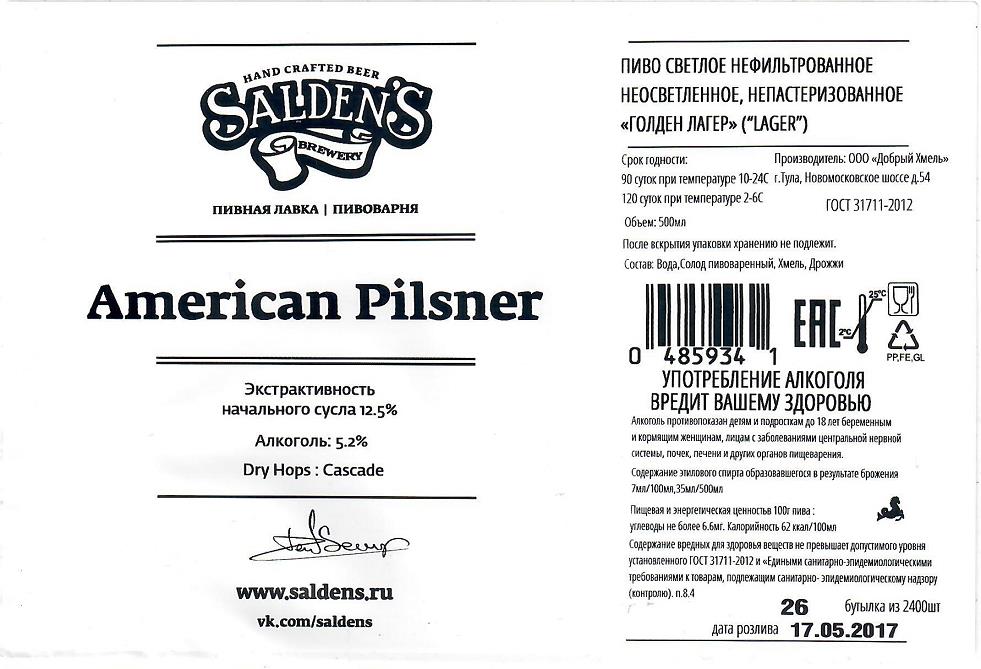 HAND CRAFTED BEER
SALDEN'S
BREWERY
ПИВНАЯ ЛАВКА | ПИВОВАРНЯ
American Pilsner
Экстрактивность
начального сусла 12.5%
Алкоголь: 5.2%
Dry Hops : Cascade
www.saldens.ru
vk.com/saldens
ПИВО СВЕТЛОЕ НЕФИЛЬТРОВАННОЕ
НЕОСВЕТЛЕННОЕ, НЕПАСТЕРИЗОВАННОЕ
«ГОЛДЕН ЛАГЕР» (“LAGER”)
Срок годности:
90 суток при температуре 10-24С
120 суток при температуре 2-6С
Объем: 500мл
Производитель: ООО «Добрый Хмель»
г.Тула, Новомосковское шоссе д.54
ГОСТ 31711-2012
После вскрытия упаковки хранению не подлежит.
Состав: Вода,Солод пивоваренный, Хмель, Дрожжи
0 485934 1
EAC
25°C
2°C
PP,FE,GL
УПОТРЕБЛЕНИЕ АЛКОГОЛЯ
ВРЕДИТ ВАШЕМУ ЗДОРОВЬЮ
Алкоголь противопоказан детям и подросткам до 18 лет беременным
и кормящим женщинам, лицам с заболеваниями центральной нервной
системы, почек, печени и других органов пищеварения.
Содержание этилового спирта образовавшегося в результате брожения
7мл/100мл,35мл/500мл
Пищевая и энергетическая ценностьв 100г пива :
углеводы не более 6.6мг. Калорийность 62 ккал/100мл
Содержание вредных для здоровья веществ не превышает допустимого уровня
установленного ГОСТ 31711-2012 и «Едиными санитарно-эпидемиологическими
требованиями к товарам, подлежащим санитарно- эпидемиологическому надзору
(контролю). п.8.4
26 бутылка из 2400шт
дата розлива 17.05.2017